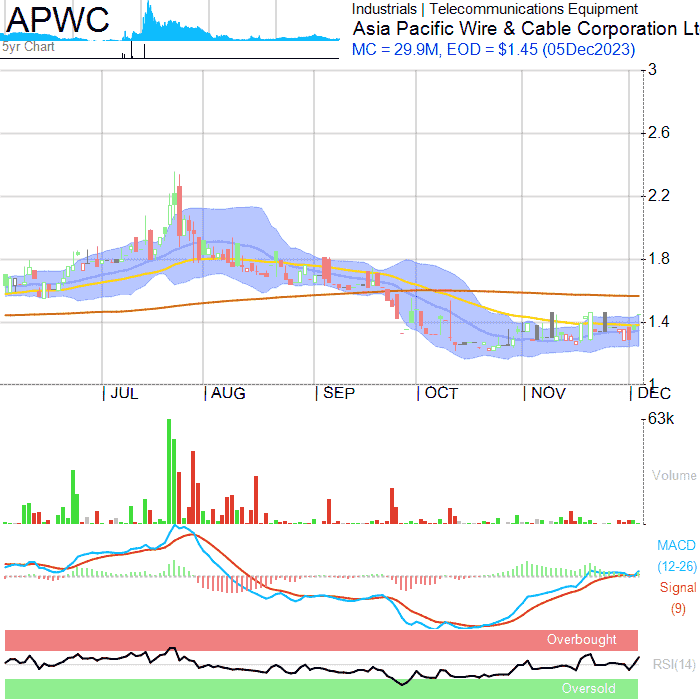 APWC
5yr Chart
Industrials | Telecommunications Equipment
Asia Pacific Wire & Cable Corporation Lt
MC = 29.9M, EOD = $1.45 (05Dec2023)
3
2.6
2.2
1.8
1.4
1
JUL AUG SEP OCT NOV DEC
63k
Volume
MACD
(12-26)
Signal
(9)
Overbought
RSI(14)
Oversold